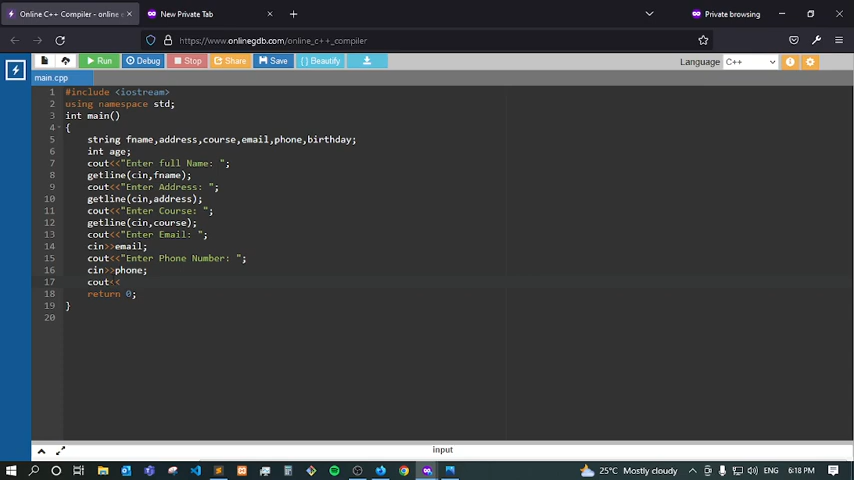 Online C++ Compiler - online e
New Private Tab
Private browsing
https://www.onlinegdb.com/online_c++_compiler
Run
Debug
Stop
Share
Save
{ } Beautify
Language C++
main.cpp
1 #include <iostream>
2 using namespace std;
3 int main()
4 {
5 string fname,address,course,email,phone,birthday;
6 int age;
7 cout<<"Enter full Name: ";
8 getline(cin,fname);
9 cout<<"Enter Address: ";
10 getline(cin,address);
11 cout<<"Enter Course: ";
12 getline(cin,course);
13 cout<<"Enter Email: ";
14 cin>>email;
15 cout<<"Enter Phone Number: ";
16 cin>>phone;
17 cout<<
18 return 0;
19 }
20
input
25°C Mostly cloudy
ENG
6:18 PM